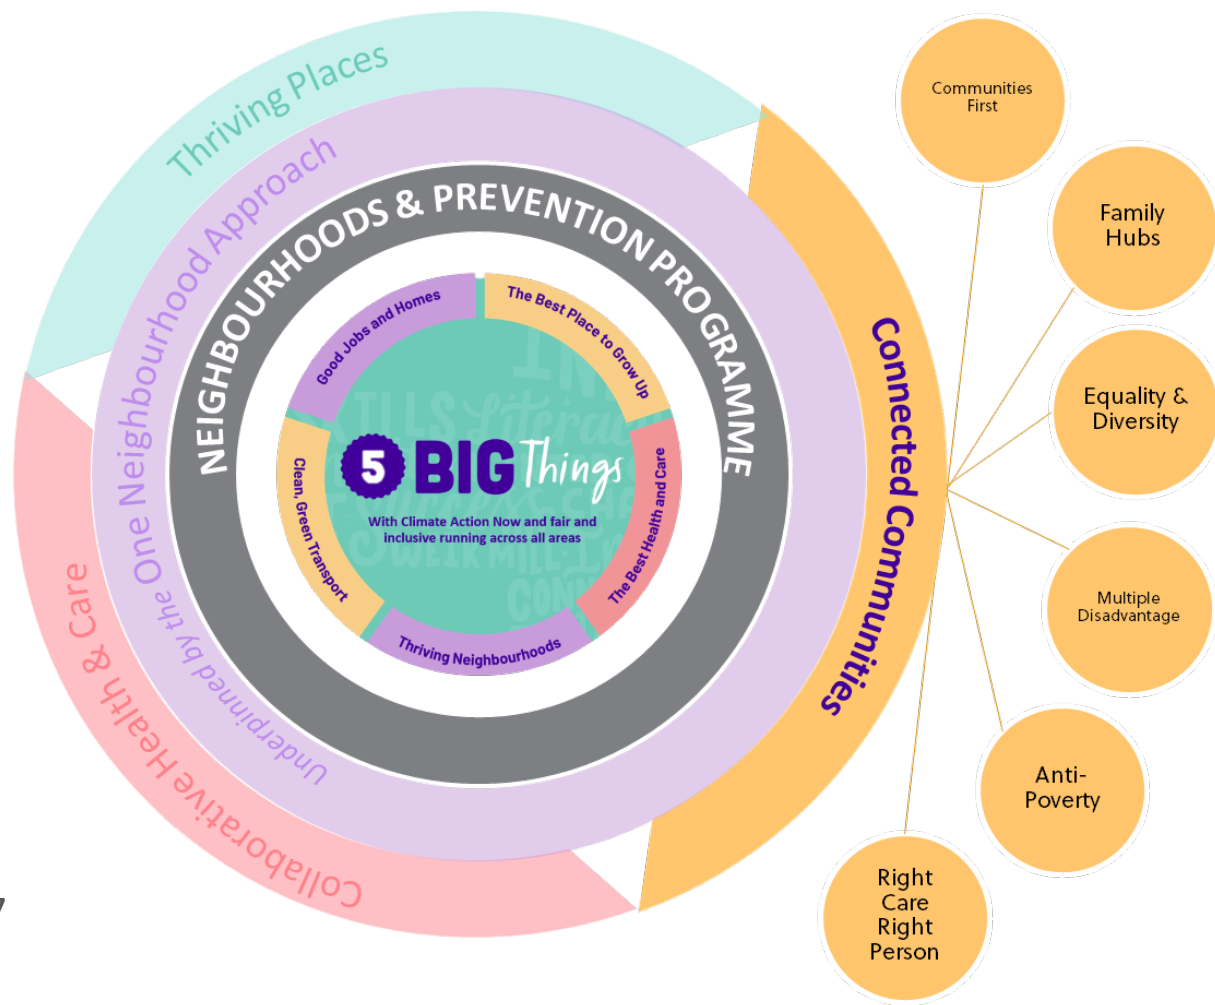 Thriving Places
Underpinned by the One Neighbourhood Approach
NEIGHBOURHOODS & PREVENTION PROGRAMME
Good Jobs and Homes
The Best Place to Grow Up
5 BIG Things
With Climate Action Now and fair and
inclusive running across all areas
Clean, Green Transport
The Best Health and Care
Thriving Neighbourhoods
Collaborative Health & Care
Connected Communities
Communities
First
Family
Hubs
Equality &
Diversity
Multiple
Disadvantage
Anti-
Poverty
Right
Care
Right
Person